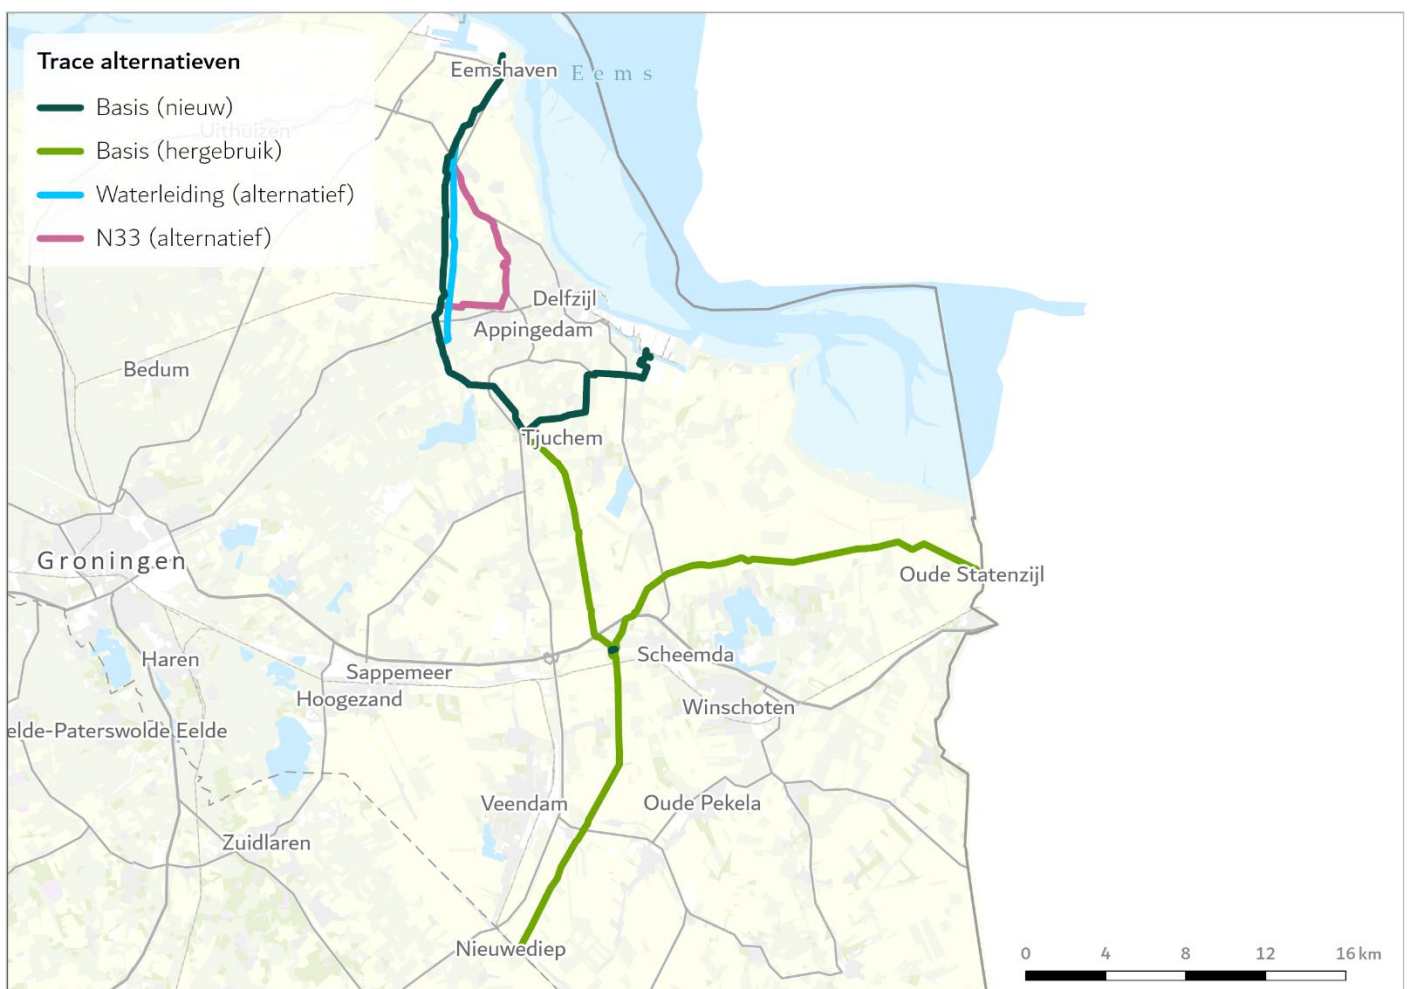 Trace alternatieven
Basis (nieuw)
Basis (hergebruik)
Waterleiding (alternatief)
N33 (alternatief)
Uithuizen
Eemshaven
Eems
Delfzijl
Appingedam
Bedum
Tjuchem
Groningen
Oude Statenzijl
Haren
Scheemda
Sappemeer
Hoogezand
Winschoten
elde-Paterswolde Eelde
Veendam
Oude Pekela
Zuidlaren
Nieuwediep
0 4 8 12 16 km